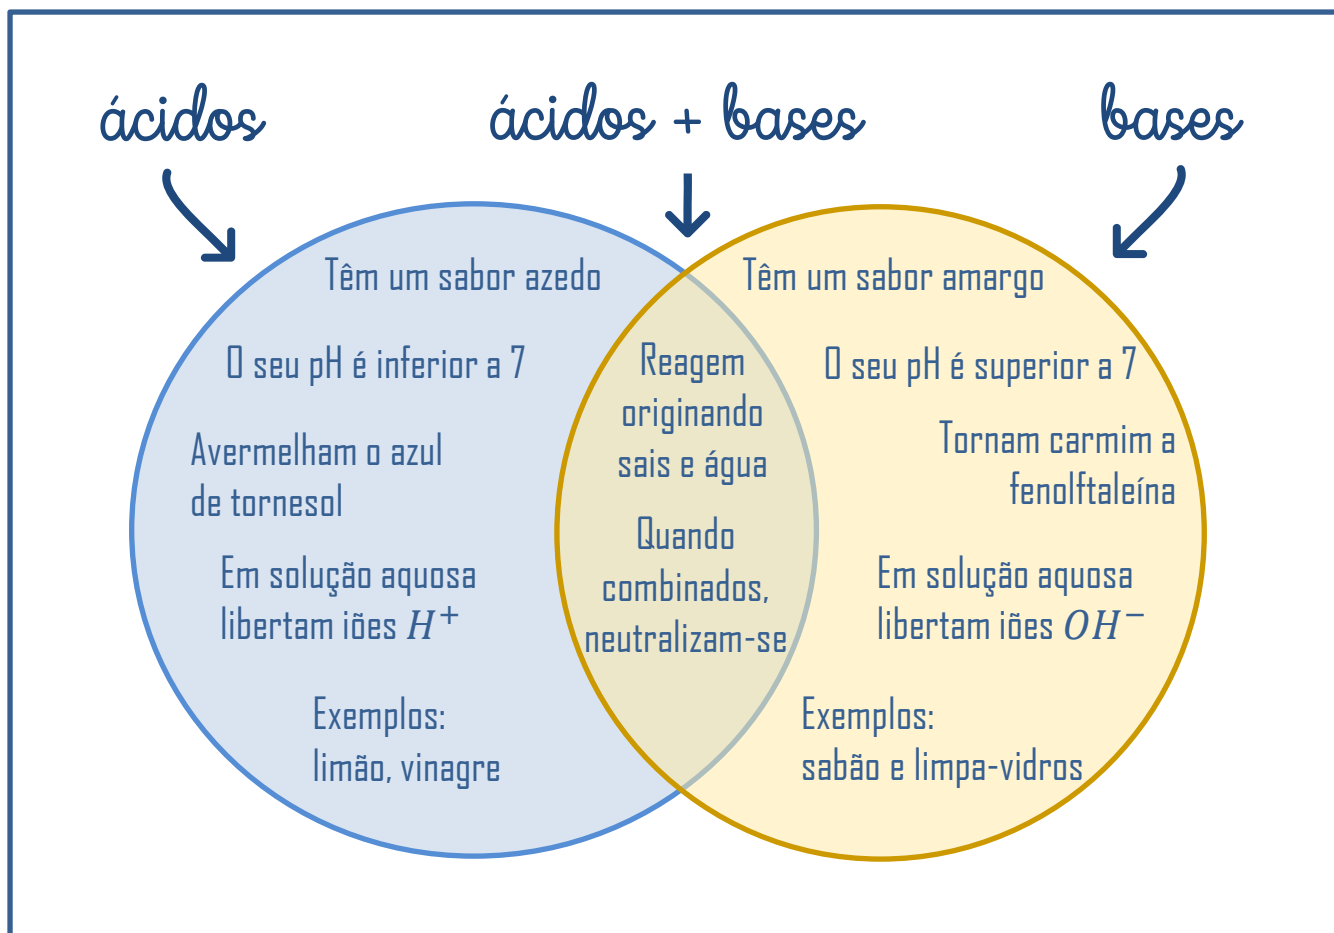 ácidos
ácidos + bases
bases
Têm um sabor azedo
O seu pH é inferior a 7
Avermelham o azul
de tornesol
Em solução aquosa
libertam iões H⁺
Exemplos:
limão, vinagre
Reagem
originando
sais e água
Quando
combinados,
neutralizam-se
Têm um sabor amargo
O seu pH é superior a 7
Tornam carmim a
fenolftaleína
Em solução aquosa
libertam iões OH⁻
Exemplos:
sabão e limpa-vidros